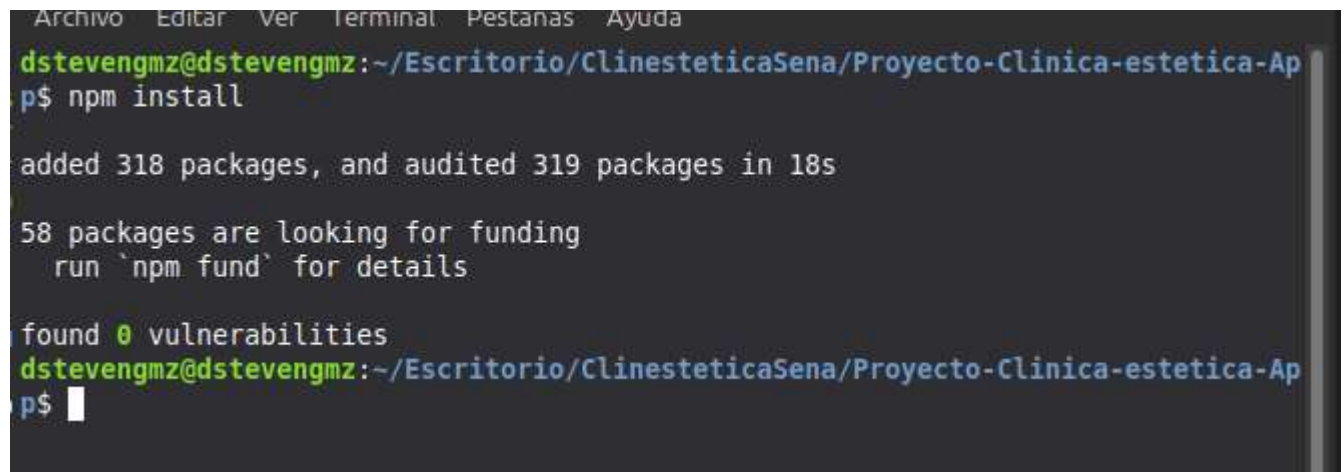 Archivo Editar Ver Terminal Pestañas Ayuda
dstevengmz@dstevengmz:~/Escritorio/ClinesteticaSena/Proyecto-Clinica-estetica-Ap
p$ npm install
added 318 packages, and audited 319 packages in 18s
58 packages are looking for funding
run `npm fund` for details
found 0 vulnerabilities
dstevengmz@dstevengmz:~/Escritorio/ClinesteticaSena/Proyecto-Clinica-estetica-Ap
p$